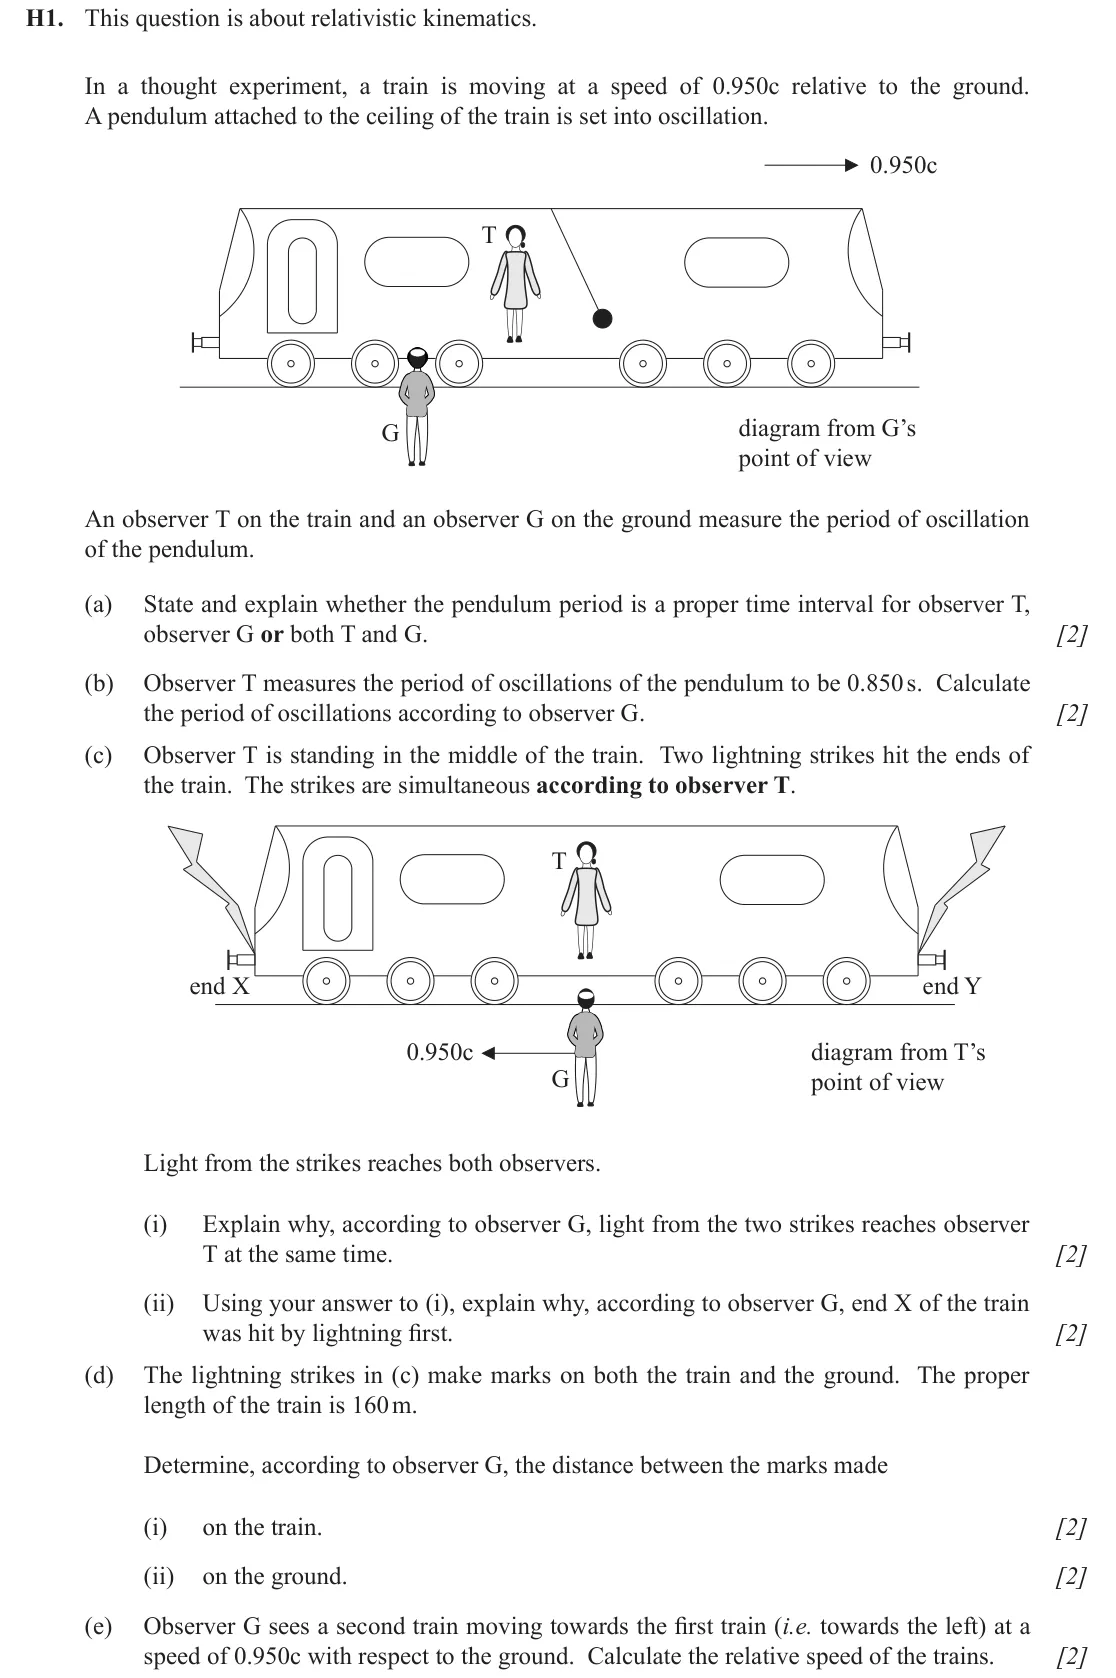 H1. This question is about relativistic kinematics.
In a thought experiment, a train is moving at a speed of 0.950c relative to the ground.
A pendulum attached to the ceiling of the train is set into oscillation.
0.950c
T
G
diagram from G’s
point of view
An observer T on the train and an observer G on the ground measure the period of oscillation
of the pendulum.
(a) State and explain whether the pendulum period is a proper time interval for observer T,
observer G or both T and G. [2]
(b) Observer T measures the period of oscillations of the pendulum to be 0.850 s. Calculate
the period of oscillations according to observer G. [2]
(c) Observer T is standing in the middle of the train. Two lightning strikes hit the ends of
the train. The strikes are simultaneous according to observer T.
T
end X
end Y
0.950c
G
diagram from T’s
point of view
Light from the strikes reaches both observers.
(i) Explain why, according to observer G, light from the two strikes reaches observer
T at the same time. [2]
(ii) Using your answer to (i), explain why, according to observer G, end X of the train
was hit by lightning first. [2]
(d) The lightning strikes in (c) make marks on both the train and the ground. The proper
length of the train is 160 m.
Determine, according to observer G, the distance between the marks made
(i) on the train. [2]
(ii) on the ground. [2]
(e) Observer G sees a second train moving towards the first train (i.e. towards the left) at a
speed of 0.950c with respect to the ground. Calculate the relative speed of the trains. [2]